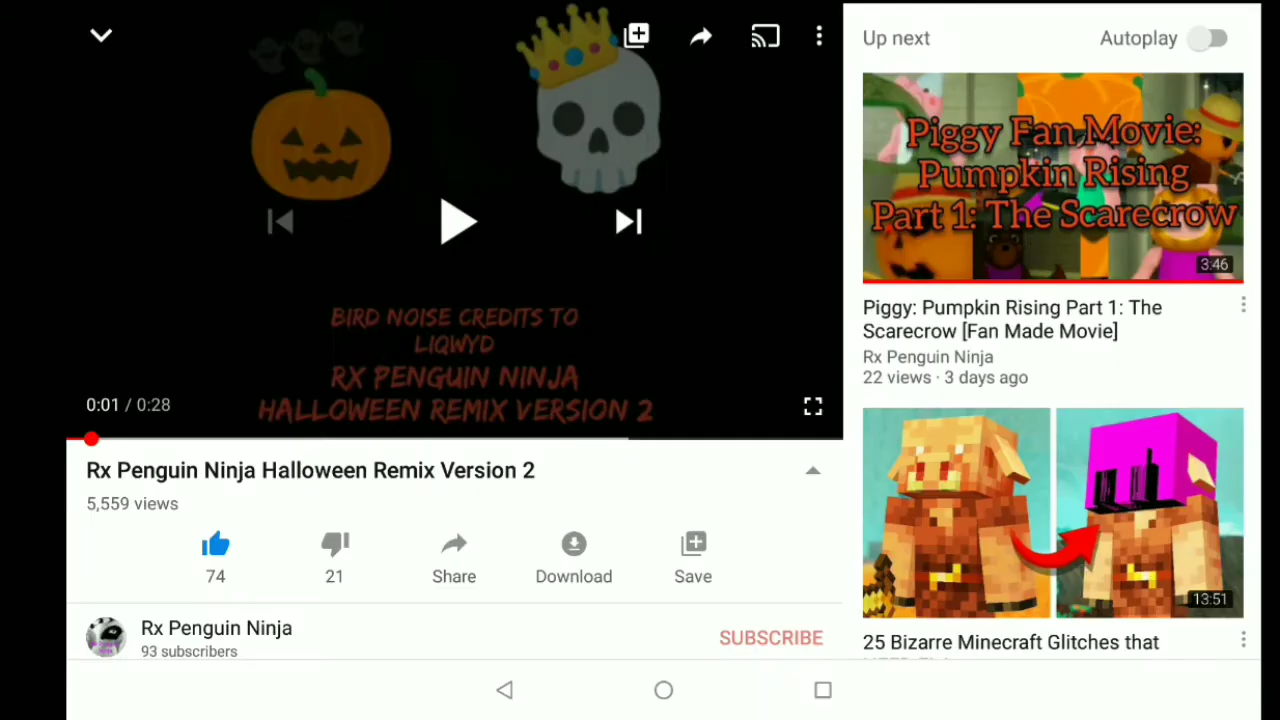 BIRD NOISE CREDITS TO
LIQWYD
RX PENGUIN NINJA
HALLOWEEN REMIX VERSION 2
0:01 / 0:28
Rx Penguin Ninja Halloween Remix Version 2
5,559 views
74
21
Share
Download
Save
Rx Penguin Ninja
93 subscribers
SUBSCRIBE
Up next
Autoplay
Piggy Fan Movie:
Pumpkin Rising
Part 1: The Scarecrow
3:46
Piggy: Pumpkin Rising Part 1: The
Scarecrow [Fan Made Movie]
Rx Penguin Ninja
22 views · 3 days ago
13:51
25 Bizarre Minecraft Glitches that